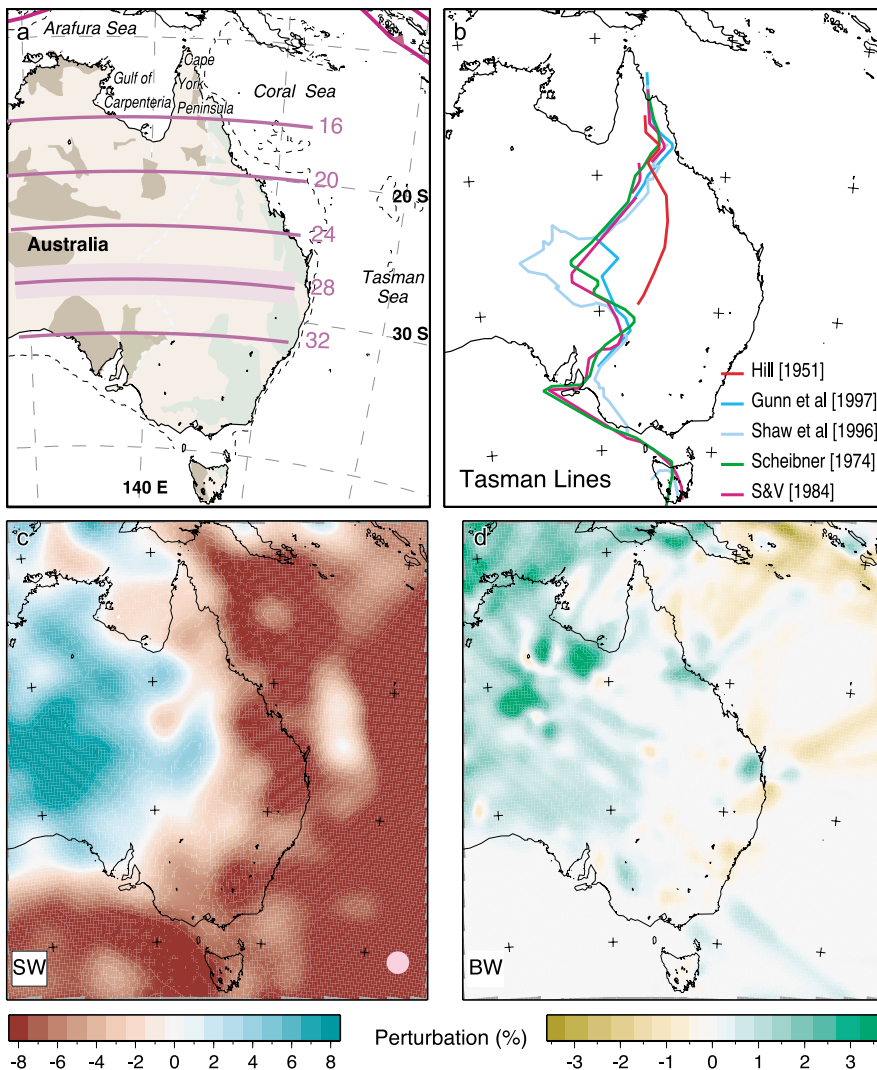 a
Arafura Sea
Gulf of
Carpenteria
Cape
York
Peninsula
Coral Sea
16
20
20 S
24
Australia
28
Tasman
Sea
30 S
32
140 E
b
Hill [1951]
Gunn et al [1997]
Shaw et al [1996]
Scheibner [1974]
S&V [1984]
Tasman Lines
c
SW
d
BW
-8 -6 -4 -2 0 2 4 6 8
Perturbation (%)
-3 -2 -1 0 1 2 3